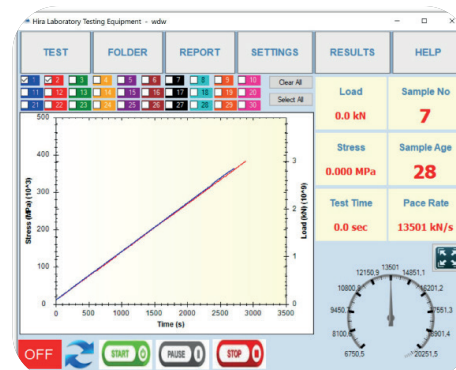 Hira Laboratory Testing Equipment - wdw
TEST FOLDER REPORT SETTINGS RESULTS HELP
1 2 3 4 5 6 7 8 9 10 Clear All
11 12 13 14 15 16 17 18 19 20
21 22 23 24 25 26 27 28 29 30 Select All
Load
0.0 kN
Sample No
7
Stress
0.000 MPa
Sample Age
28
Test Time
0.0 sec
Pace Rate
13501 kN/s
Stress (MPa) (10^3)
500
400
300
200
100
0
Load (kN) (10^9)
3
2
1
0
0 500 1000 1500 2000 2500 3000 3500
Time (s)
6750,5
8100,6
9450,7
10800,8
12150,9
13501
14851,1
16201,2
17551,3
18901,4
20251,5
OFF START PAUSE STOP